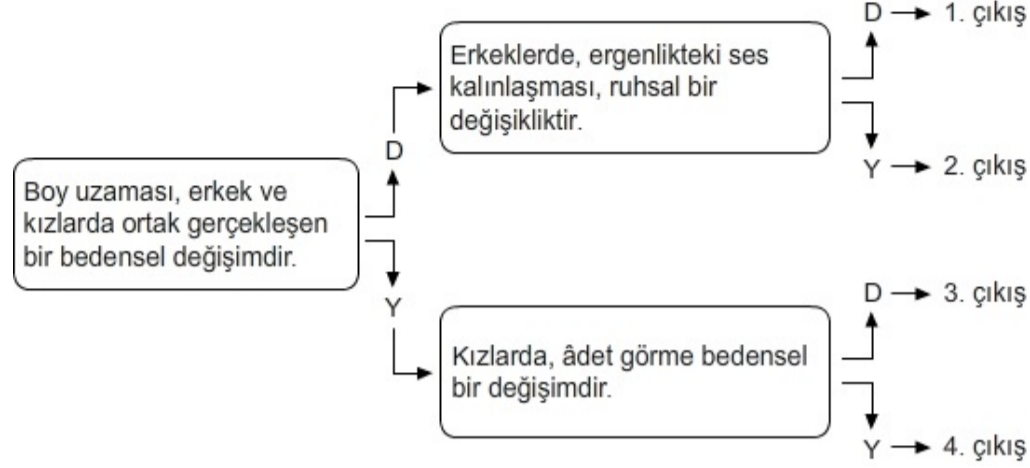 D → 1. çıkış
Erkeklerde, ergenlikteki ses
kalınlaşması, ruhsal bir
değişikliktir.
D
Y → 2. çıkış
Boy uzaması, erkek ve
kızlarda ortak gerçekleşen
bir bedensel değişimdir.
D → 3. çıkış
Y
Kızlarda, âdet görme bedensel
bir değişimdir.
Y → 4. çıkış